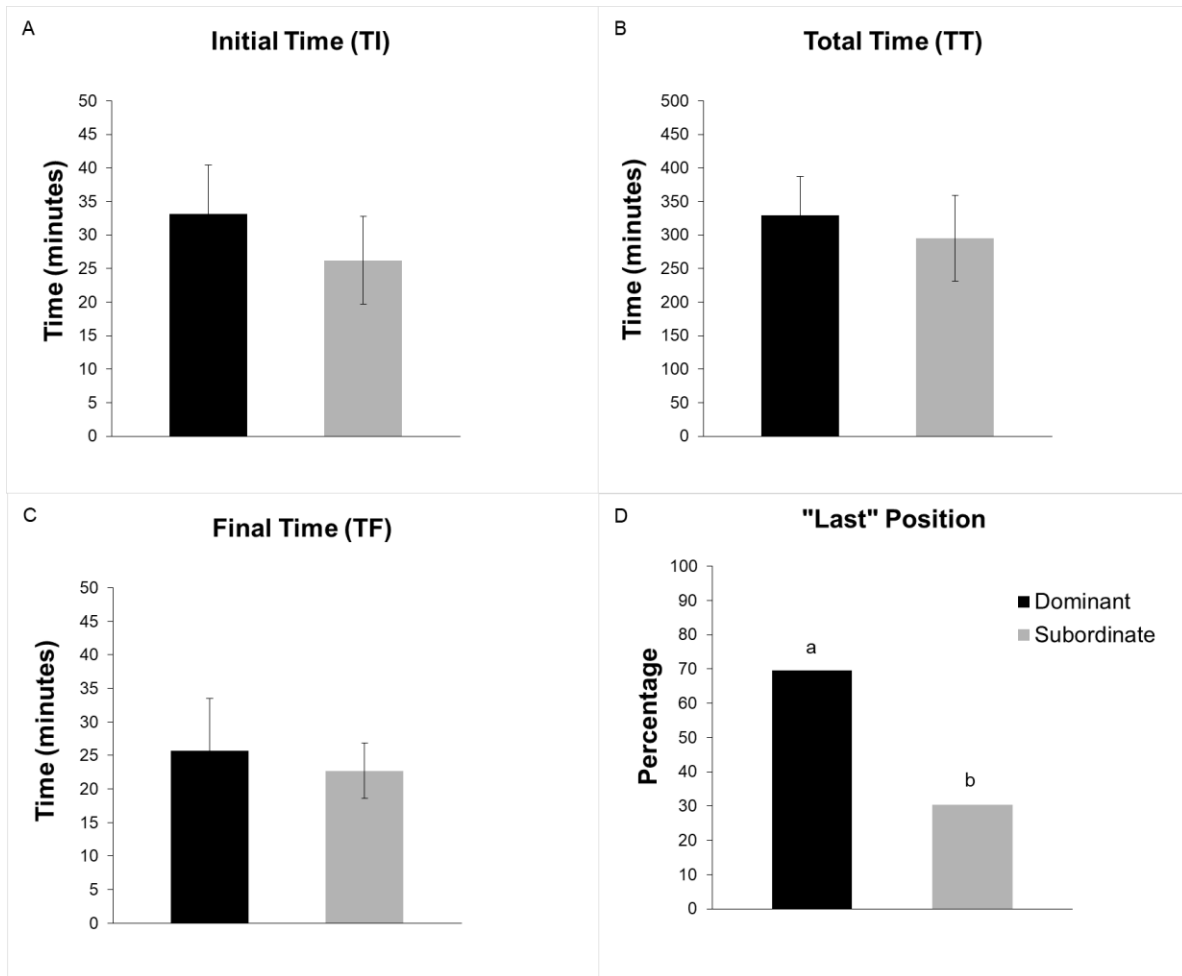 A
Initial Time (TI)
Time (minutes)
50
45
40
35
30
25
20
15
10
5
0
B
Total Time (TT)
Time (minutes)
500
450
400
350
300
250
200
150
100
50
0
C
Final Time (TF)
Time (minutes)
50
45
40
35
30
25
20
15
10
5
0
D
"Last" Position
Percentage
100
90
80
70
60
50
40
30
20
10
0
a
b
Dominant
Subordinate